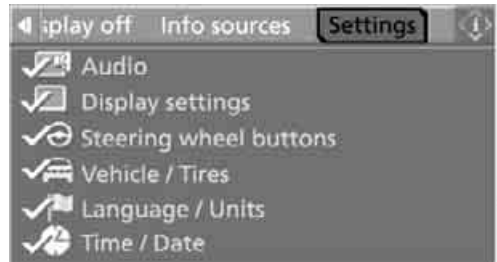 splay off Info sources Settings
Audio
Display settings
Steering wheel buttons
Vehicle / Tires
Language / Units
Time / Date